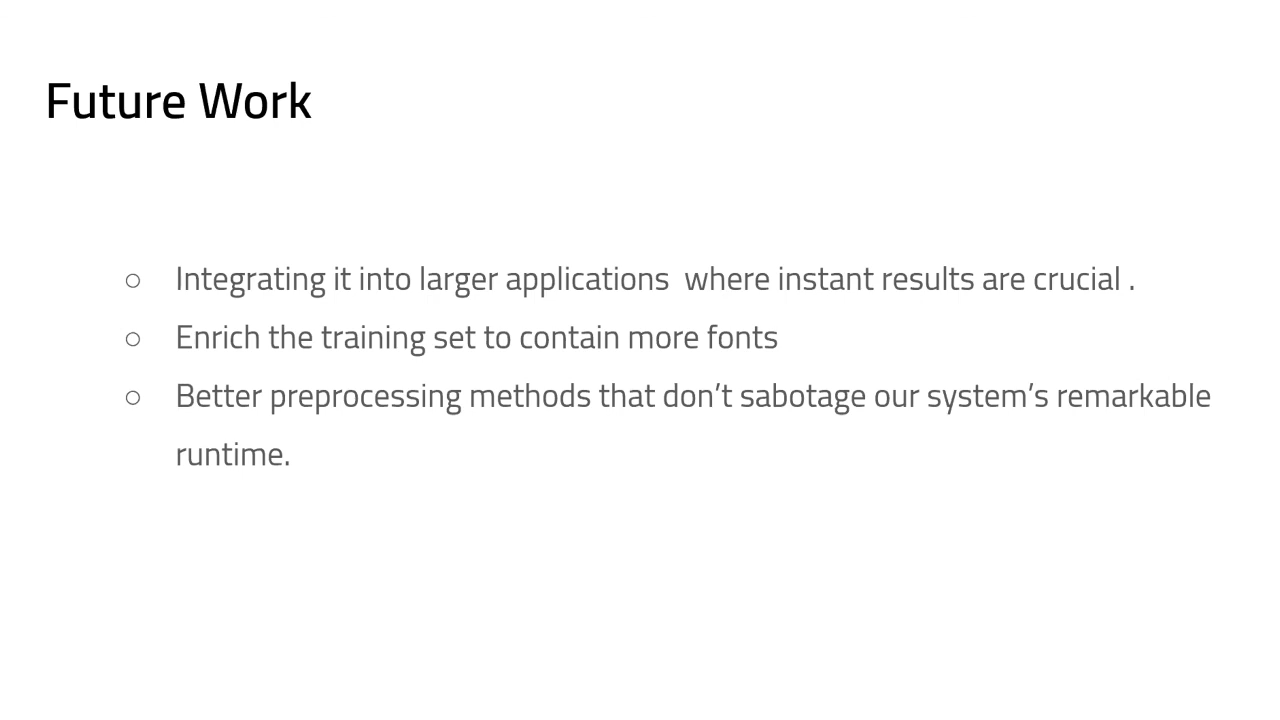 Future Work
○ Integrating it into larger applications  where instant results are crucial .
○ Enrich the training set to contain more fonts
○ Better preprocessing methods that don’t sabotage our system’s remarkable
runtime.